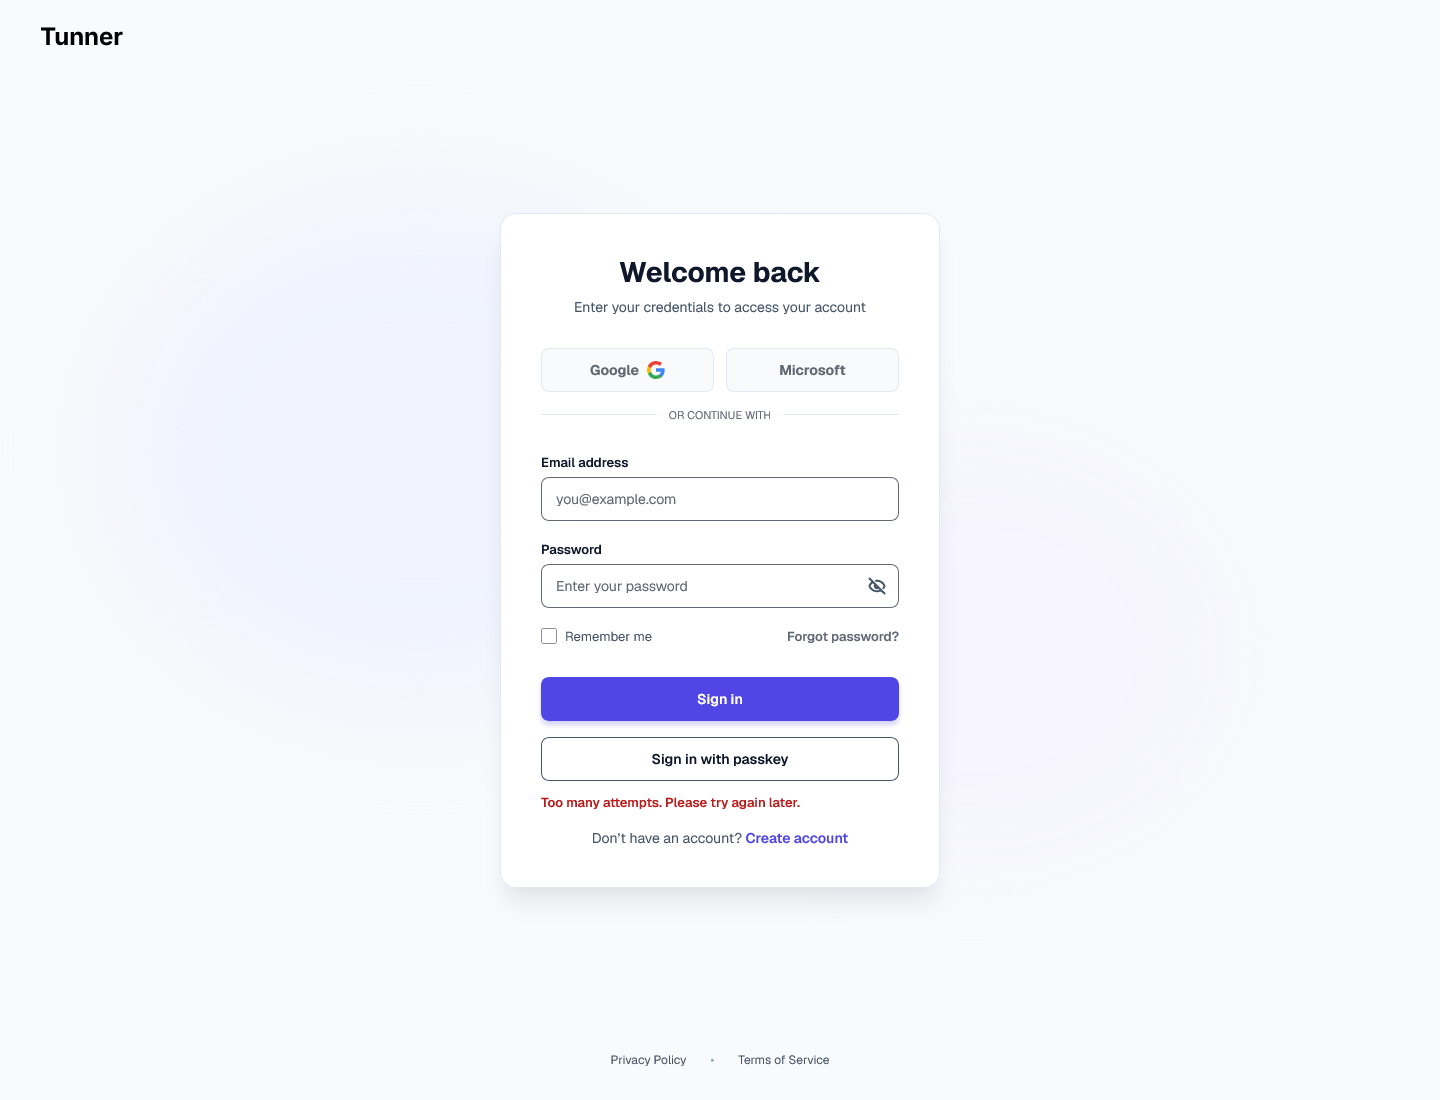 Tunner
Welcome back
Enter your credentials to access your account
Google
Microsoft
OR CONTINUE WITH
Email address
you@example.com
Password
Enter your password
Remember me
Forgot password?
Sign in
Sign in with passkey
Too many attempts. Please try again later.
Don’t have an account? Create account
Privacy Policy • Terms of Service